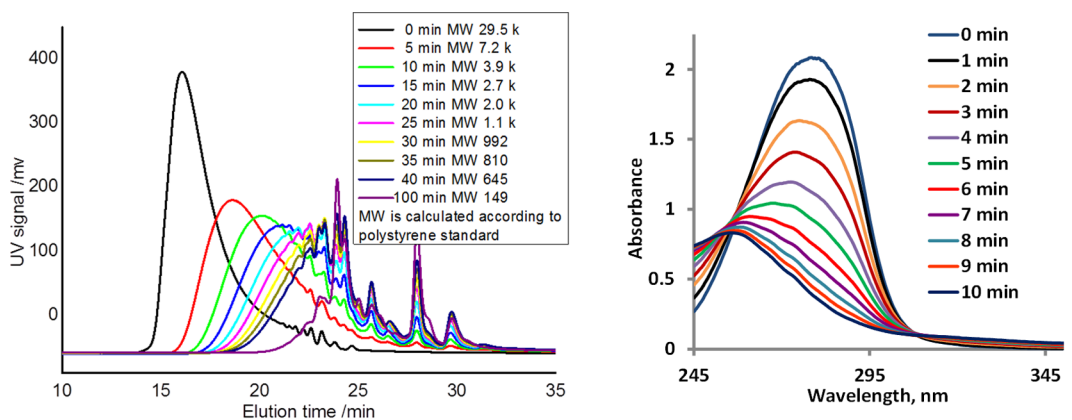 UV signal /mv
400
300
200
100
0
10
15
20
25
30
35
Elution time /min
0 min MW 29.5 k
5 min MW 7.2 k
10 min MW 3.9 k
15 min MW 2.7 k
20 min MW 2.0 k
25 min MW 1.1 k
30 min MW 992
35 min MW 810
40 min MW 645
100 min MW 149
MW is calculated according to
polystyrene standard
Absorbance
2
1.5
1
0.5
0
245
295
345
Wavelength, nm
0 min
1 min
2 min
3 min
4 min
5 min
6 min
7 min
8 min
9 min
10 min